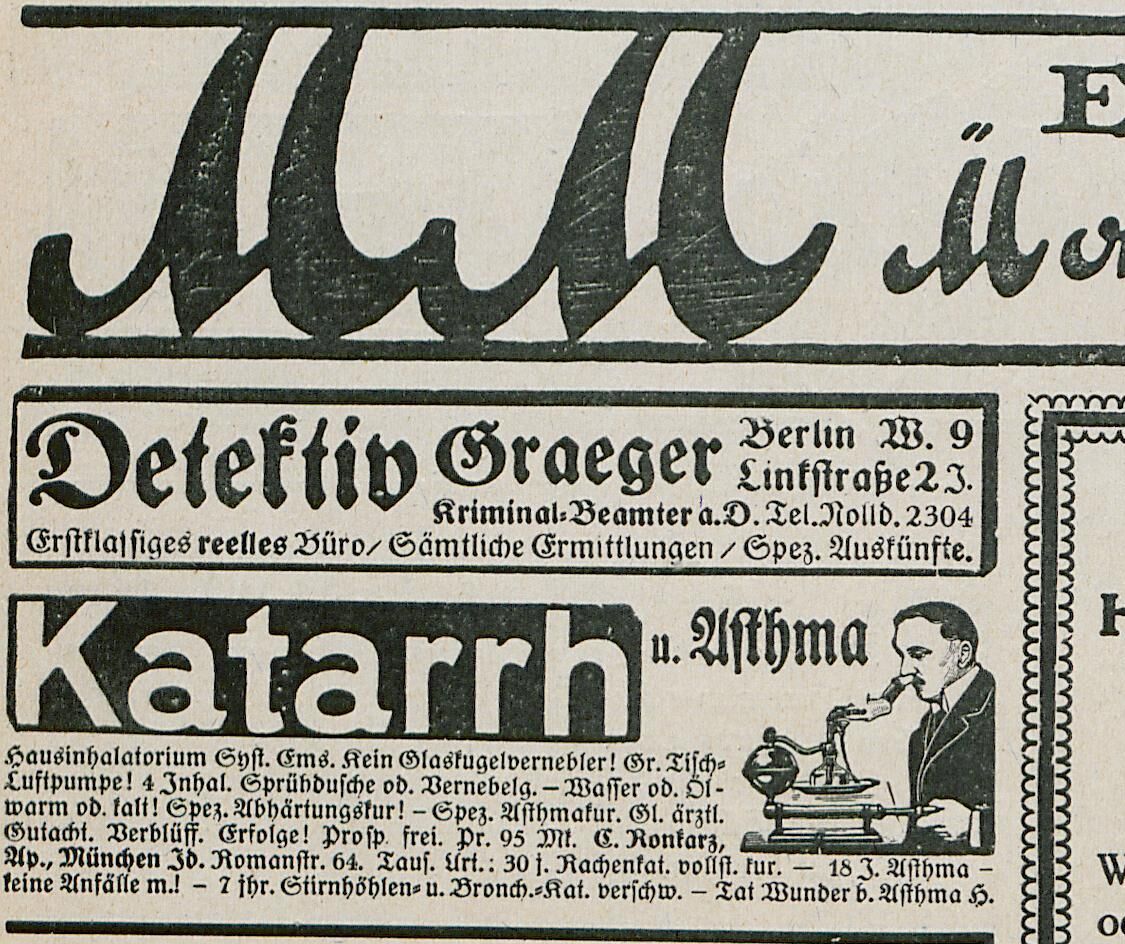 MM
Detektiv Graeger Berlin W. 9
Linkstraße 2 J.
Kriminal-Beamter a.D. Tel. Nolld. 2304
Erstklassiges reelles Büro / Sämtliche Ermittlungen / Spez. Auskünfte.
Katarrh u. Asthma
Hausinhalatorium Syst. Ems. Kein Glaskugelvernebler! Gr. Tisch-
Luftpumpe! 4 Inhal. Sprühdusche od. Vernebelg. – Wasser od. Öl-
warm od. kalt! Spez. Abhärtungskur! – Spez. Asthmakur. Gl. ärztl.
Gutacht. Verblüff. Erfolge! Prosp. frei. Pr. 95 Mk. C. Ronkarz,
Ap., München Jd. Romanstr. 64. Taus. Urt.: 30 j. Rachenkat. vollst. kur. – 18 J. Asthma –
keine Anfälle m.! – 7 jhr. Stirnhöhlen- u. Bronch.-Kat. verschw. – Tat Wunder b. Asthma H.